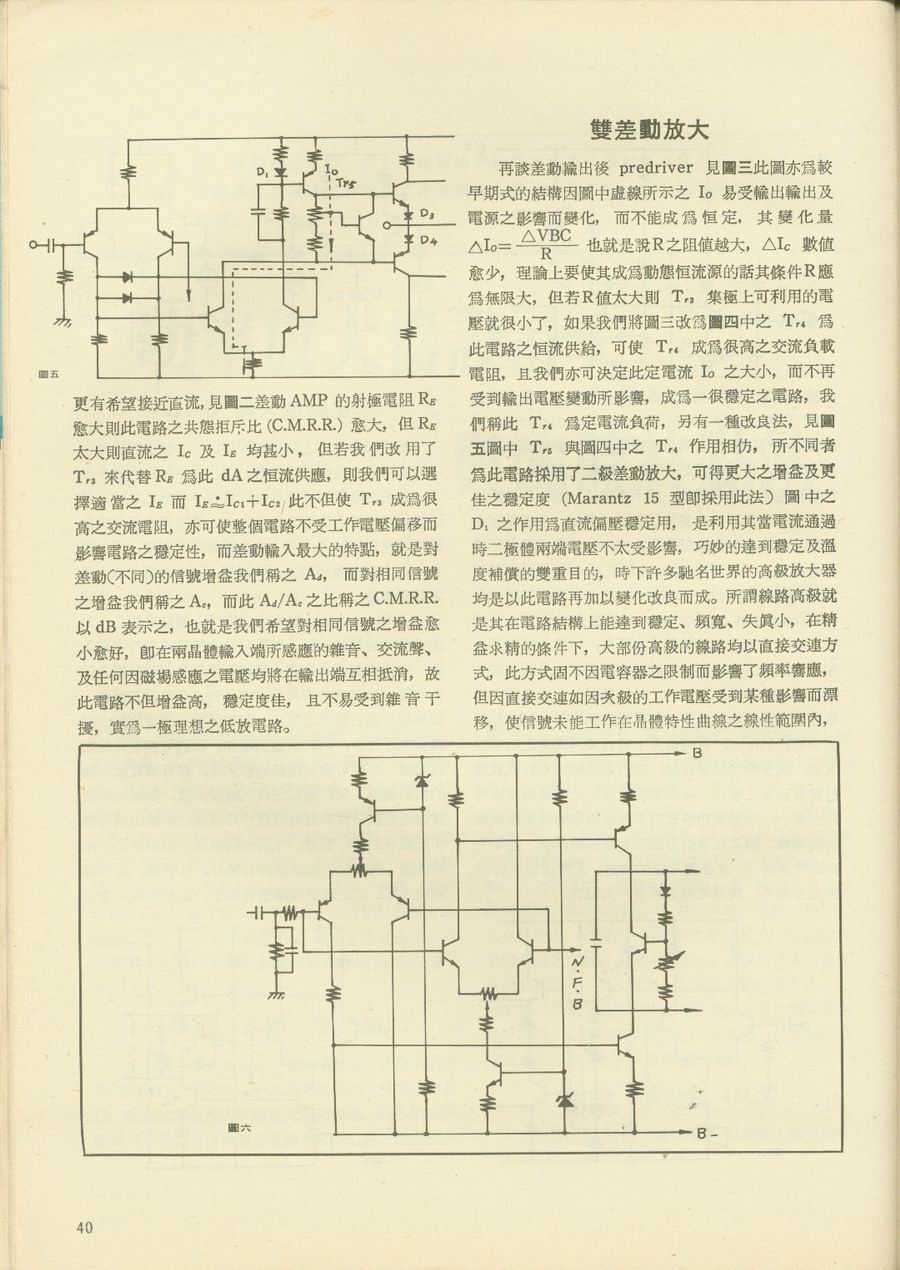 D₁
I₀
Tr₅
D₃
D₄
圖五
更有希望接近直流,見圖二差動 AMP 的射極電阻 R_E
愈大則此電路之共態拒斥比 (C.M.R.R.) 愈大，但 R_E
太大則直流之 I_C 及 I_E 均甚小，但若我們改用了
Tr₃ 來代替 R_E 爲此 dA 之恒流供應，則我們可以選
擇適當之 I_E 而 I_E≒I_C1+I_C2，此不但使 Tr₃ 成爲很
高之交流電阻，亦可使整個電路不受工作電壓偏移而
影響電路之穩定性，而差動輸入最大的特點，就是對
差動(不同)的信號增益我們稱之 A_d，而對相同信號
之增益我們稱之 A_c，而此 A_d/A_c 之比稱之 C.M.R.R.
以 dB 表示之，也就是我們希望對相同信號之增益愈
小愈好，卽在兩晶體輸入端所感應的雜音、交流聲、
及任何因磁場感應之電壓均將在輸出端互相抵消，故
此電路不但增益高，穩定度佳，且不易受到雜音干
擾，實爲一極理想之低放電路。
雙差動放大
再談差動輸出後 predriver 見圖三此圖亦爲較
早期式的結構因圖中虛線所示之 I₀ 易受輸出輸出及
電源之影響而變化，而不能成爲恒定，其變化量
△I₀=△VBC/R 也就是說R之阻值越大，△I_c 數值
愈少，理論上要使其成爲動態恒流源的話其條件R應
爲無限大，但若R値太大則 Tr₃ 集極上可利用的電
壓就很小了，如果我們將圖三改爲圖四中之 Tr₄ 爲
此電路之恒流供給，可使 Tr₄ 成爲很高之交流負載
電阻，且我們亦可決定此定電流 I₀ 之大小，而不再
受到輸出電壓變動所影響，成爲一很穩定之電路，我
們稱此 Tr₄ 爲定電流負荷，另有一種改良法，見圖
五圖中 Tr₅ 與圖四中之 Tr₄ 作用相仿，所不同者
爲此電路採用了二級差動放大，可得更大之增益及更
佳之穩定度（Marantz 15 型卽採用此法）圖中之
D₁ 之作用爲直流偏壓穩定用，是利用其當電流通過
時二極體兩端電壓不太受影響，巧妙的達到穩定及溫
度補償的雙重目的，時下許多馳名世界的高級放大器
均是以此電路再加以變化改良而成。所謂線路高級就
是其在電路結構上能達到穩定、頻寬、失眞小，在精
益求精的條件下，大部份高級的線路均以直接交連方
式，此方式固不因電容器之限制而影響了頻率響應，
但因直接交連如因次級的工作電壓受到某種影響而漂
移，使信號未能工作在晶體特性曲線之線性範圍內，
B
N.F.B
B-
圖六
40